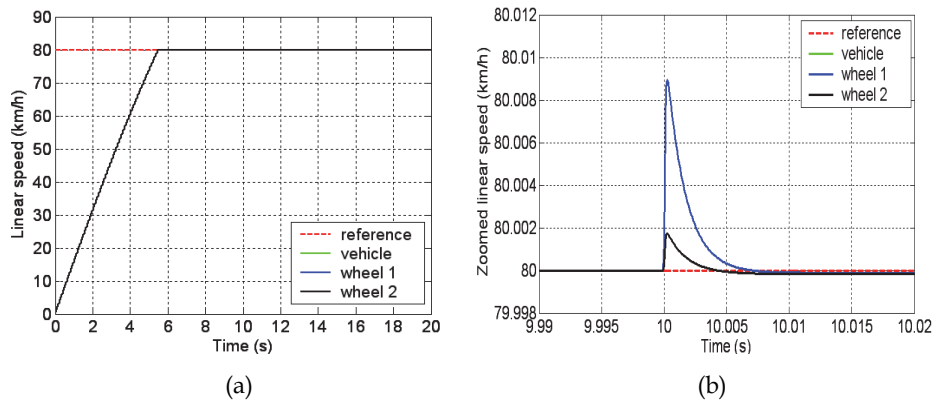 90
80
70
60
50
40
30
20
10
0
Linear speed (km/h)
0 2 4 6 8 10 12 14 16 18 20
Time (s)
reference
vehicle
wheel 1
wheel 2
(a)
80.012
80.01
80.008
80.006
80.004
80.002
80
79.998
Zoomed linear speed (km/h)
9.99 9.995 10 10.005 10.01 10.015 10.02
Time (s)
reference
vehicle
wheel 1
wheel 2
(b)